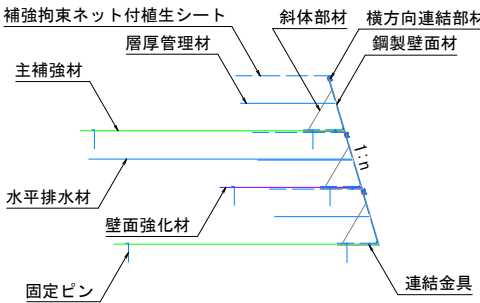 補強拘束ネット付植生シート
斜体部材
横方向連結部材
層厚管理材
鋼製壁面材
主補強材
1:n
水平排水材
壁面強化材
固定ピン
連結金具